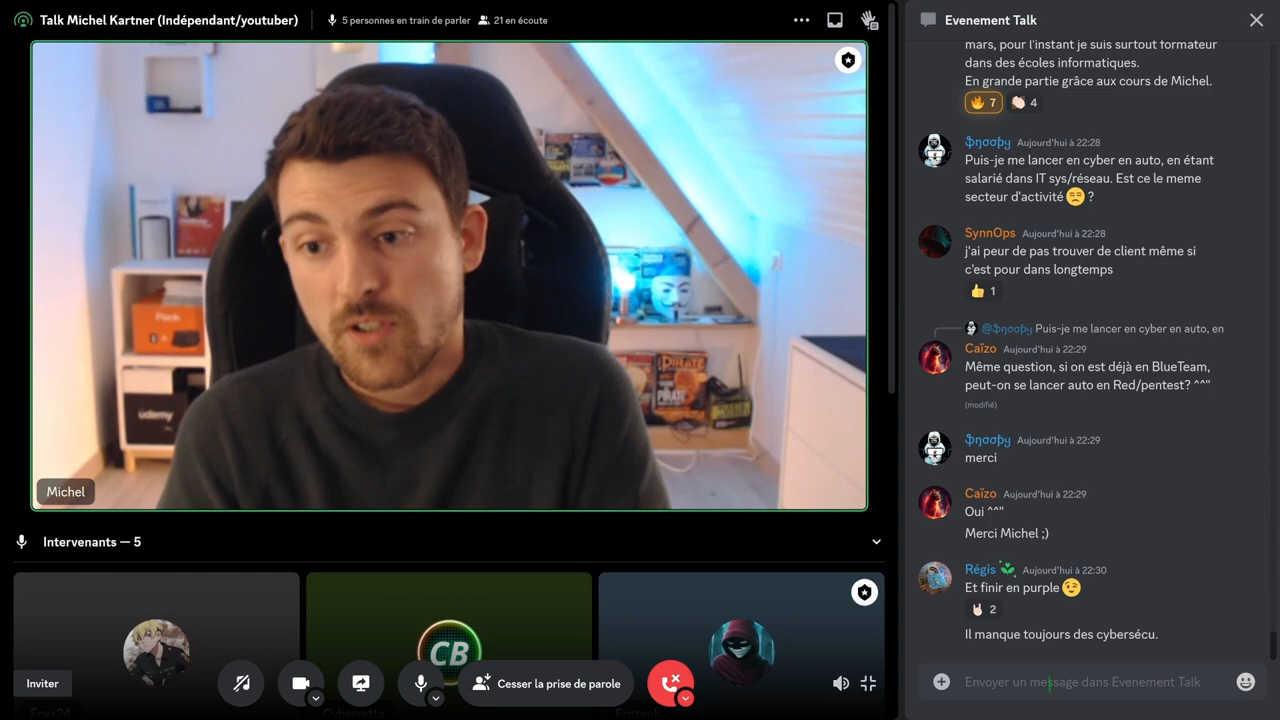 Talk Michel Kartner (Indépendant/youtuber)
5 personnes en train de parler
21 en écoute
Plask
udemy
PIRATE
PIRATE
Michel
Intervenants — 5
CB
Inviter
Cesser la prise de parole
Evenement Talk
mars, pour l'instant je suis surtout formateur
dans des écoles informatiques.
En grande partie grâce aux cours de Michel.
7
4
Aujourd'hui à 22:28
Puis-je me lancer en cyber en auto, en étant
salarié dans IT sys/réseau. Est ce le meme
secteur d'activité 😒 ?
SynnOps Aujourd'hui à 22:28
j'ai peur de pas trouver de client même si
c'est pour dans longtemps
1
Puis-je me lancer en cyber en auto, en
Caïzo Aujourd'hui à 22:29
Même question, si on est déjà en BlueTeam,
peut-on se lancer auto en Red/pentest? ^^"
(modifié)
Aujourd'hui à 22:29
merci
Caïzo Aujourd'hui à 22:29
Oui ^^"
Merci Michel ;)
Régis Aujourd'hui à 22:30
Et finir en purple 😉
2
Il manque toujours des cybersécu.
Envoyer un message dans Evenement Talk